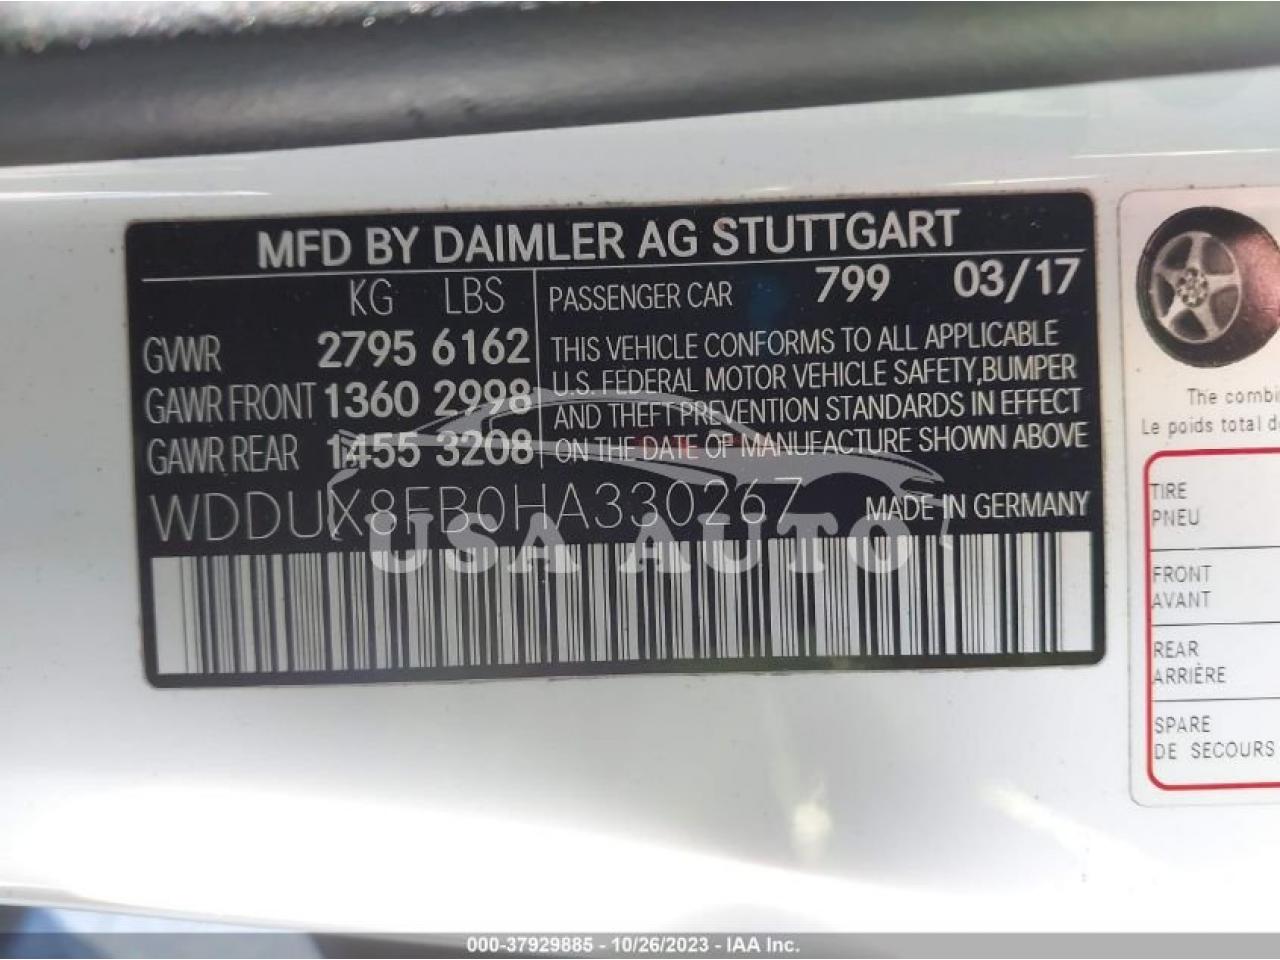 MFD BY DAIMLER AG STUTTGART
KG LBS
GVWR 2795 6162
GAWR FRONT 1360 2998
GAWR REAR 1455 3208
PASSENGER CAR 799 03/17
THIS VEHICLE CONFORMS TO ALL APPLICABLE
U.S. FEDERAL MOTOR VEHICLE SAFETY, BUMPER
AND THEFT PREVENTION STANDARDS IN EFFECT
ON THE DATE OF MANUFACTURE SHOWN ABOVE
WDDUX8FB0HA330267 MADE IN GERMANY
USA AUTO
The combi
Le poids total d
TIRE
PNEU
FRONT
AVANT
REAR
ARRIÈRE
SPARE
DE SECOURS
000-37929885 - 10/26/2023 - IAA Inc.